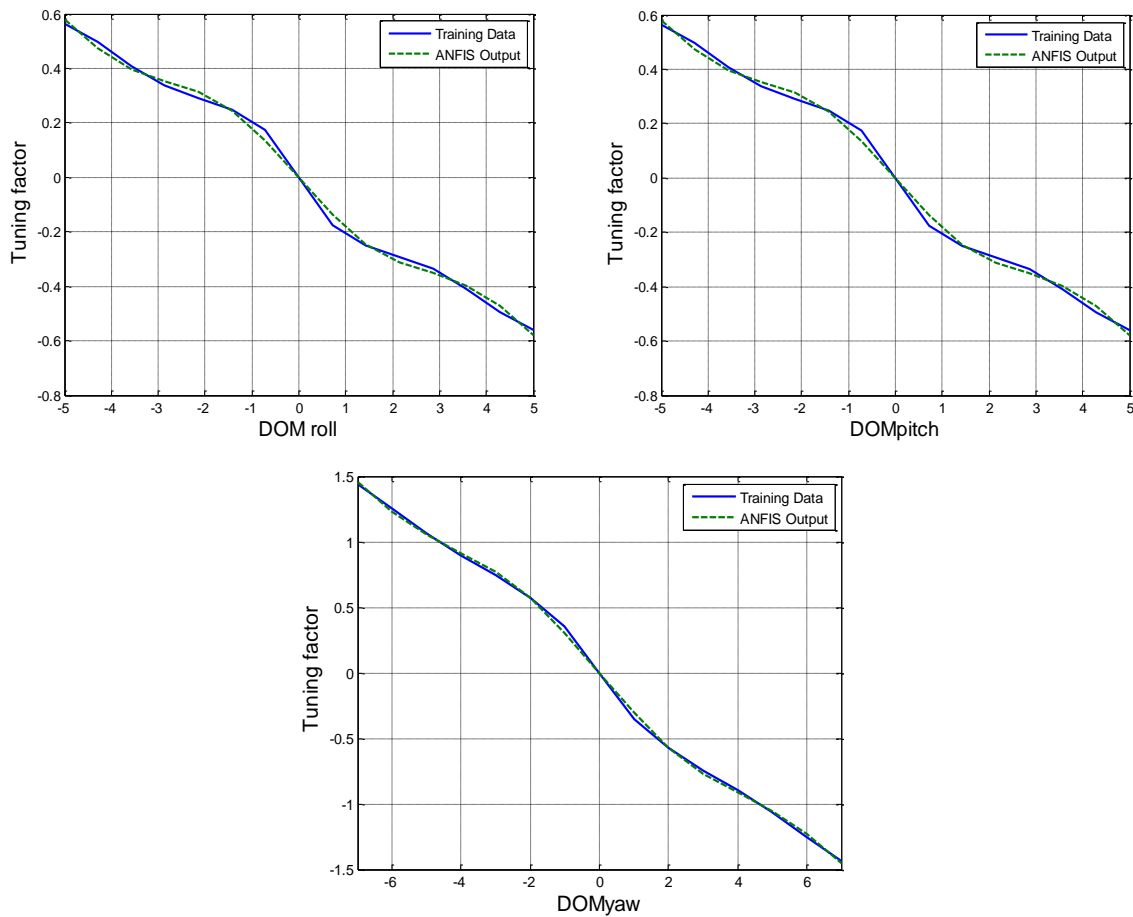 0.6
0.4
0.2
0
-0.2
-0.4
-0.6
-0.8
Tuning factor
Training Data
ANFIS Output
-5 -4 -3 -2 -1 0 1 2 3 4 5
DOM roll
0.6
0.4
0.2
0
-0.2
-0.4
-0.6
-0.8
Tuning factor
Training Data
ANFIS Output
-5 -4 -3 -2 -1 0 1 2 3 4 5
DOMpitch
1.5
1
0.5
0
-0.5
-1
-1.5
Tuning factor
Training Data
ANFIS Output
-6 -4 -2 0 2 4 6
DOMyaw